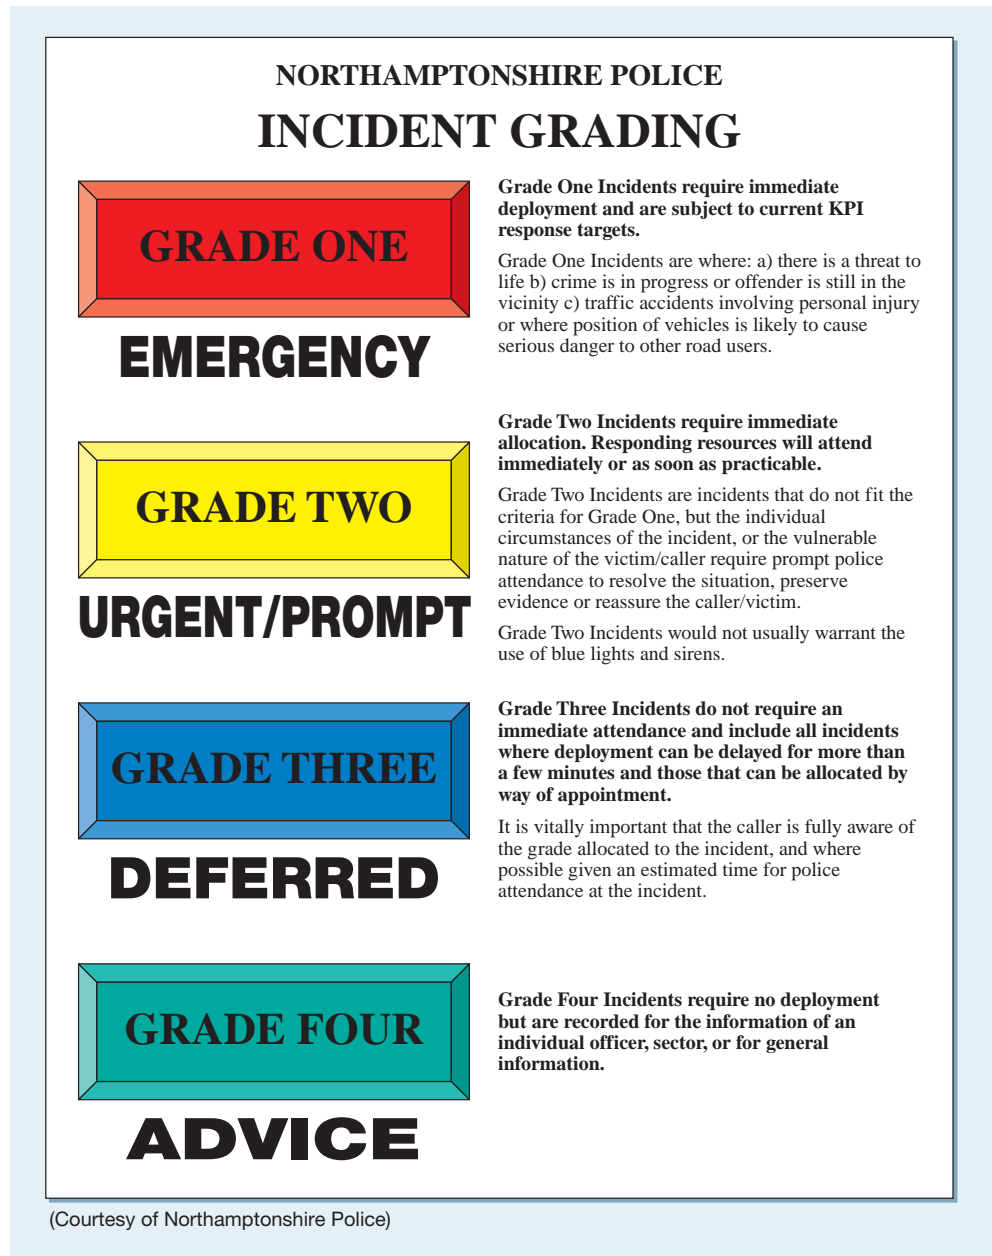 NORTHAMPTONSHIRE POLICE
INCIDENT GRADING
GRADE ONE
EMERGENCY
Grade One Incidents require immediate
deployment and are subject to current KPI
response targets.
Grade One Incidents are where: a) there is a threat to
life b) crime is in progress or offender is still in the
vicinity c) traffic accidents involving personal injury
or where position of vehicles is likely to cause
serious danger to other road users.
GRADE TWO
URGENT/PROMPT
Grade Two Incidents require immediate
allocation. Responding resources will attend
immediately or as soon as practicable.
Grade Two Incidents are incidents that do not fit the
criteria for Grade One, but the individual
circumstances of the incident, or the vulnerable
nature of the victim/caller require prompt police
attendance to resolve the situation, preserve
evidence or reassure the caller/victim.
Grade Two Incidents would not usually warrant the
use of blue lights and sirens.
GRADE THREE
DEFERRED
Grade Three Incidents do not require an
immediate attendance and include all incidents
where deployment can be delayed for more than
a few minutes and those that can be allocated by
way of appointment.
It is vitally important that the caller is fully aware of
the grade allocated to the incident, and where
possible given an estimated time for police
attendance at the incident.
GRADE FOUR
ADVICE
Grade Four Incidents require no deployment
but are recorded for the information of an
individual officer, sector, or for general
information.
(Courtesy of Northamptonshire Police)